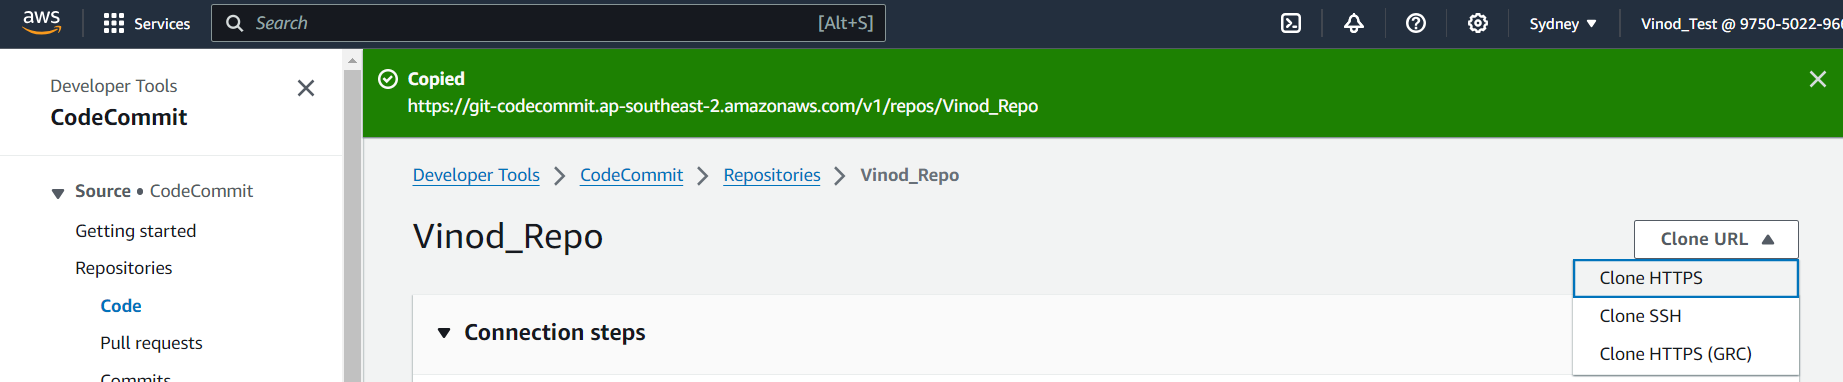 aws
Services
Search
[Alt+S]
Sydney
Vinod_Test @ 9750-5022-96
Developer Tools
CodeCommit
Source • CodeCommit
Getting started
Repositories
Code
Pull requests
Commits
Copied
https://git-codecommit.ap-southeast-2.amazonaws.com/v1/repos/Vinod_Repo
Developer Tools
CodeCommit
Repositories
Vinod_Repo
Vinod_Repo
Clone URL
Clone HTTPS
Clone SSH
Clone HTTPS (GRC)
Connection steps